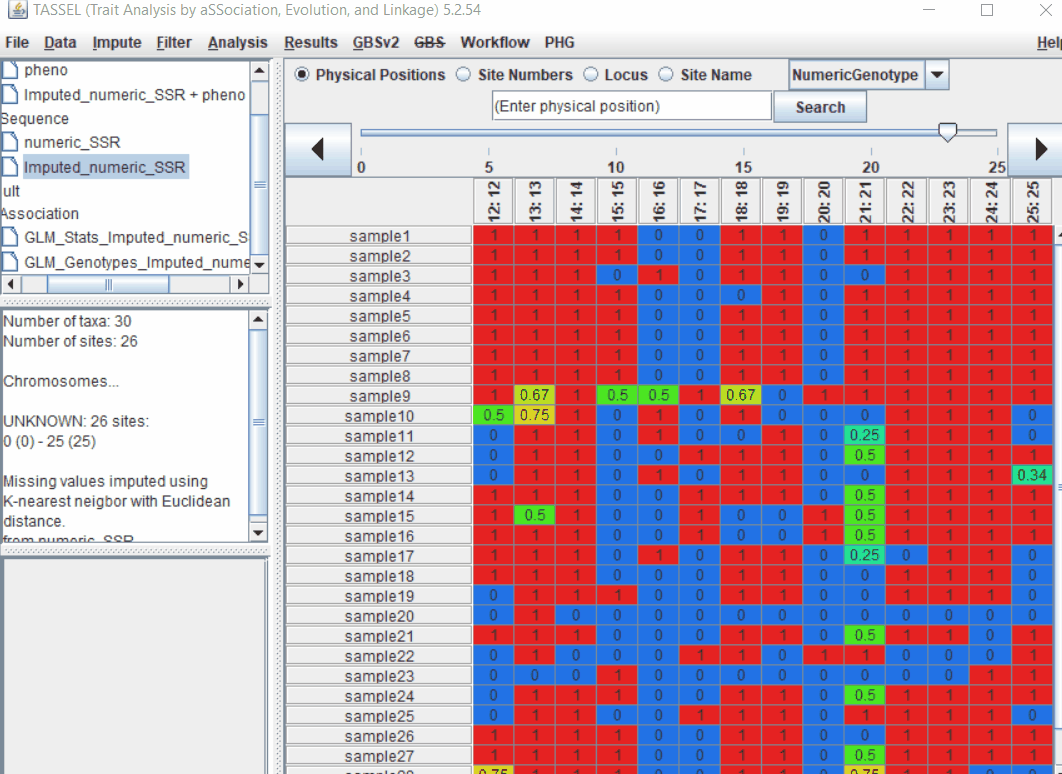 TASSEL (Trait Analysis by aSSociation, Evolution, and Linkage) 5.2.54
File Data Impute Filter Analysis Results GBSv2 GBS Workflow PHG Help
pheno
Imputed_numeric_SSR + pheno
Sequence
numeric_SSR
Imputed_numeric_SSR
ult
Association
GLM_Stats_Imputed_numeric_S
GLM_Genotypes_Imputed_nume
Number of taxa: 30
Number of sites: 26
Chromosomes...
UNKNOWN: 26 sites:
0 (0) - 25 (25)
Missing values imputed using
K-nearest neigbor with Euclidean
distance.
from numeric_SSR
Physical Positions Site Numbers Locus Site Name NumericGenotype
(Enter physical position) Search
0 5 10 15 20 25
12: 12 13: 13 14: 14 15: 15 16: 16 17: 17 18: 18 19: 19 20: 20 21: 21 22: 22 23: 23 24: 24 25: 25
sample1 1 1 1 1 0 0 1 1 0 1 1 1 1 1
sample2 1 1 1 1 0 0 1 1 0 1 1 1 1 1
sample3 1 1 1 0 1 0 1 1 0 0 1 1 1 1
sample4 1 1 1 1 0 0 0 1 0 1 1 1 1 1
sample5 1 1 1 1 0 0 1 1 0 1 1 1 1 1
sample6 1 1 1 1 0 0 1 1 0 1 1 1 1 1
sample7 1 1 1 1 0 0 1 1 0 1 1 1 1 1
sample8 1 1 1 1 0 0 1 1 0 1 1 1 1 1
sample9 1 0.67 1 0.5 0.5 1 0.67 0 1 1 1 1 1 1
sample10 0.5 0.75 1 0 1 0 1 0 0 0 1 1 1 0
sample11 0 1 1 0 1 0 0 1 0 0.25 1 1 1 0
sample12 0 1 1 0 0 1 1 1 0 0.5 1 1 1 1
sample13 0 1 1 0 1 0 1 1 0 0 1 1 1 0.34
sample14 1 1 1 0 0 1 1 1 0 0.5 1 1 1 1
sample15 1 0.5 1 0 0 1 0 0 1 0.5 1 1 1 1
sample16 1 1 1 0 0 1 0 0 1 0.5 1 1 1 1
sample17 1 1 1 0 1 0 1 1 0 0.25 0 1 1 0
sample18 1 1 1 0 0 0 1 1 0 0 1 1 1 0
sample19 0 1 1 1 0 0 1 1 0 0 1 1 1 0
sample20 0 1 0 0 0 0 0 0 0 0 0 0 0 0
sample21 1 1 1 0 0 0 1 1 0 0.5 1 1 0 1
sample22 0 1 0 0 0 1 1 0 1 1 0 0 0 1
sample23 0 0 0 1 0 0 0 0 0 0 0 0 1 1
sample24 0 1 1 1 0 0 1 1 0 0.5 1 1 1 1
sample25 0 1 1 0 0 1 1 1 0 1 1 1 1 0
sample26 1 1 1 1 0 0 1 1 0 0 1 1 1 1
sample27 1 1 1 1 0 0 1 1 0 0.5 1 1 1 1